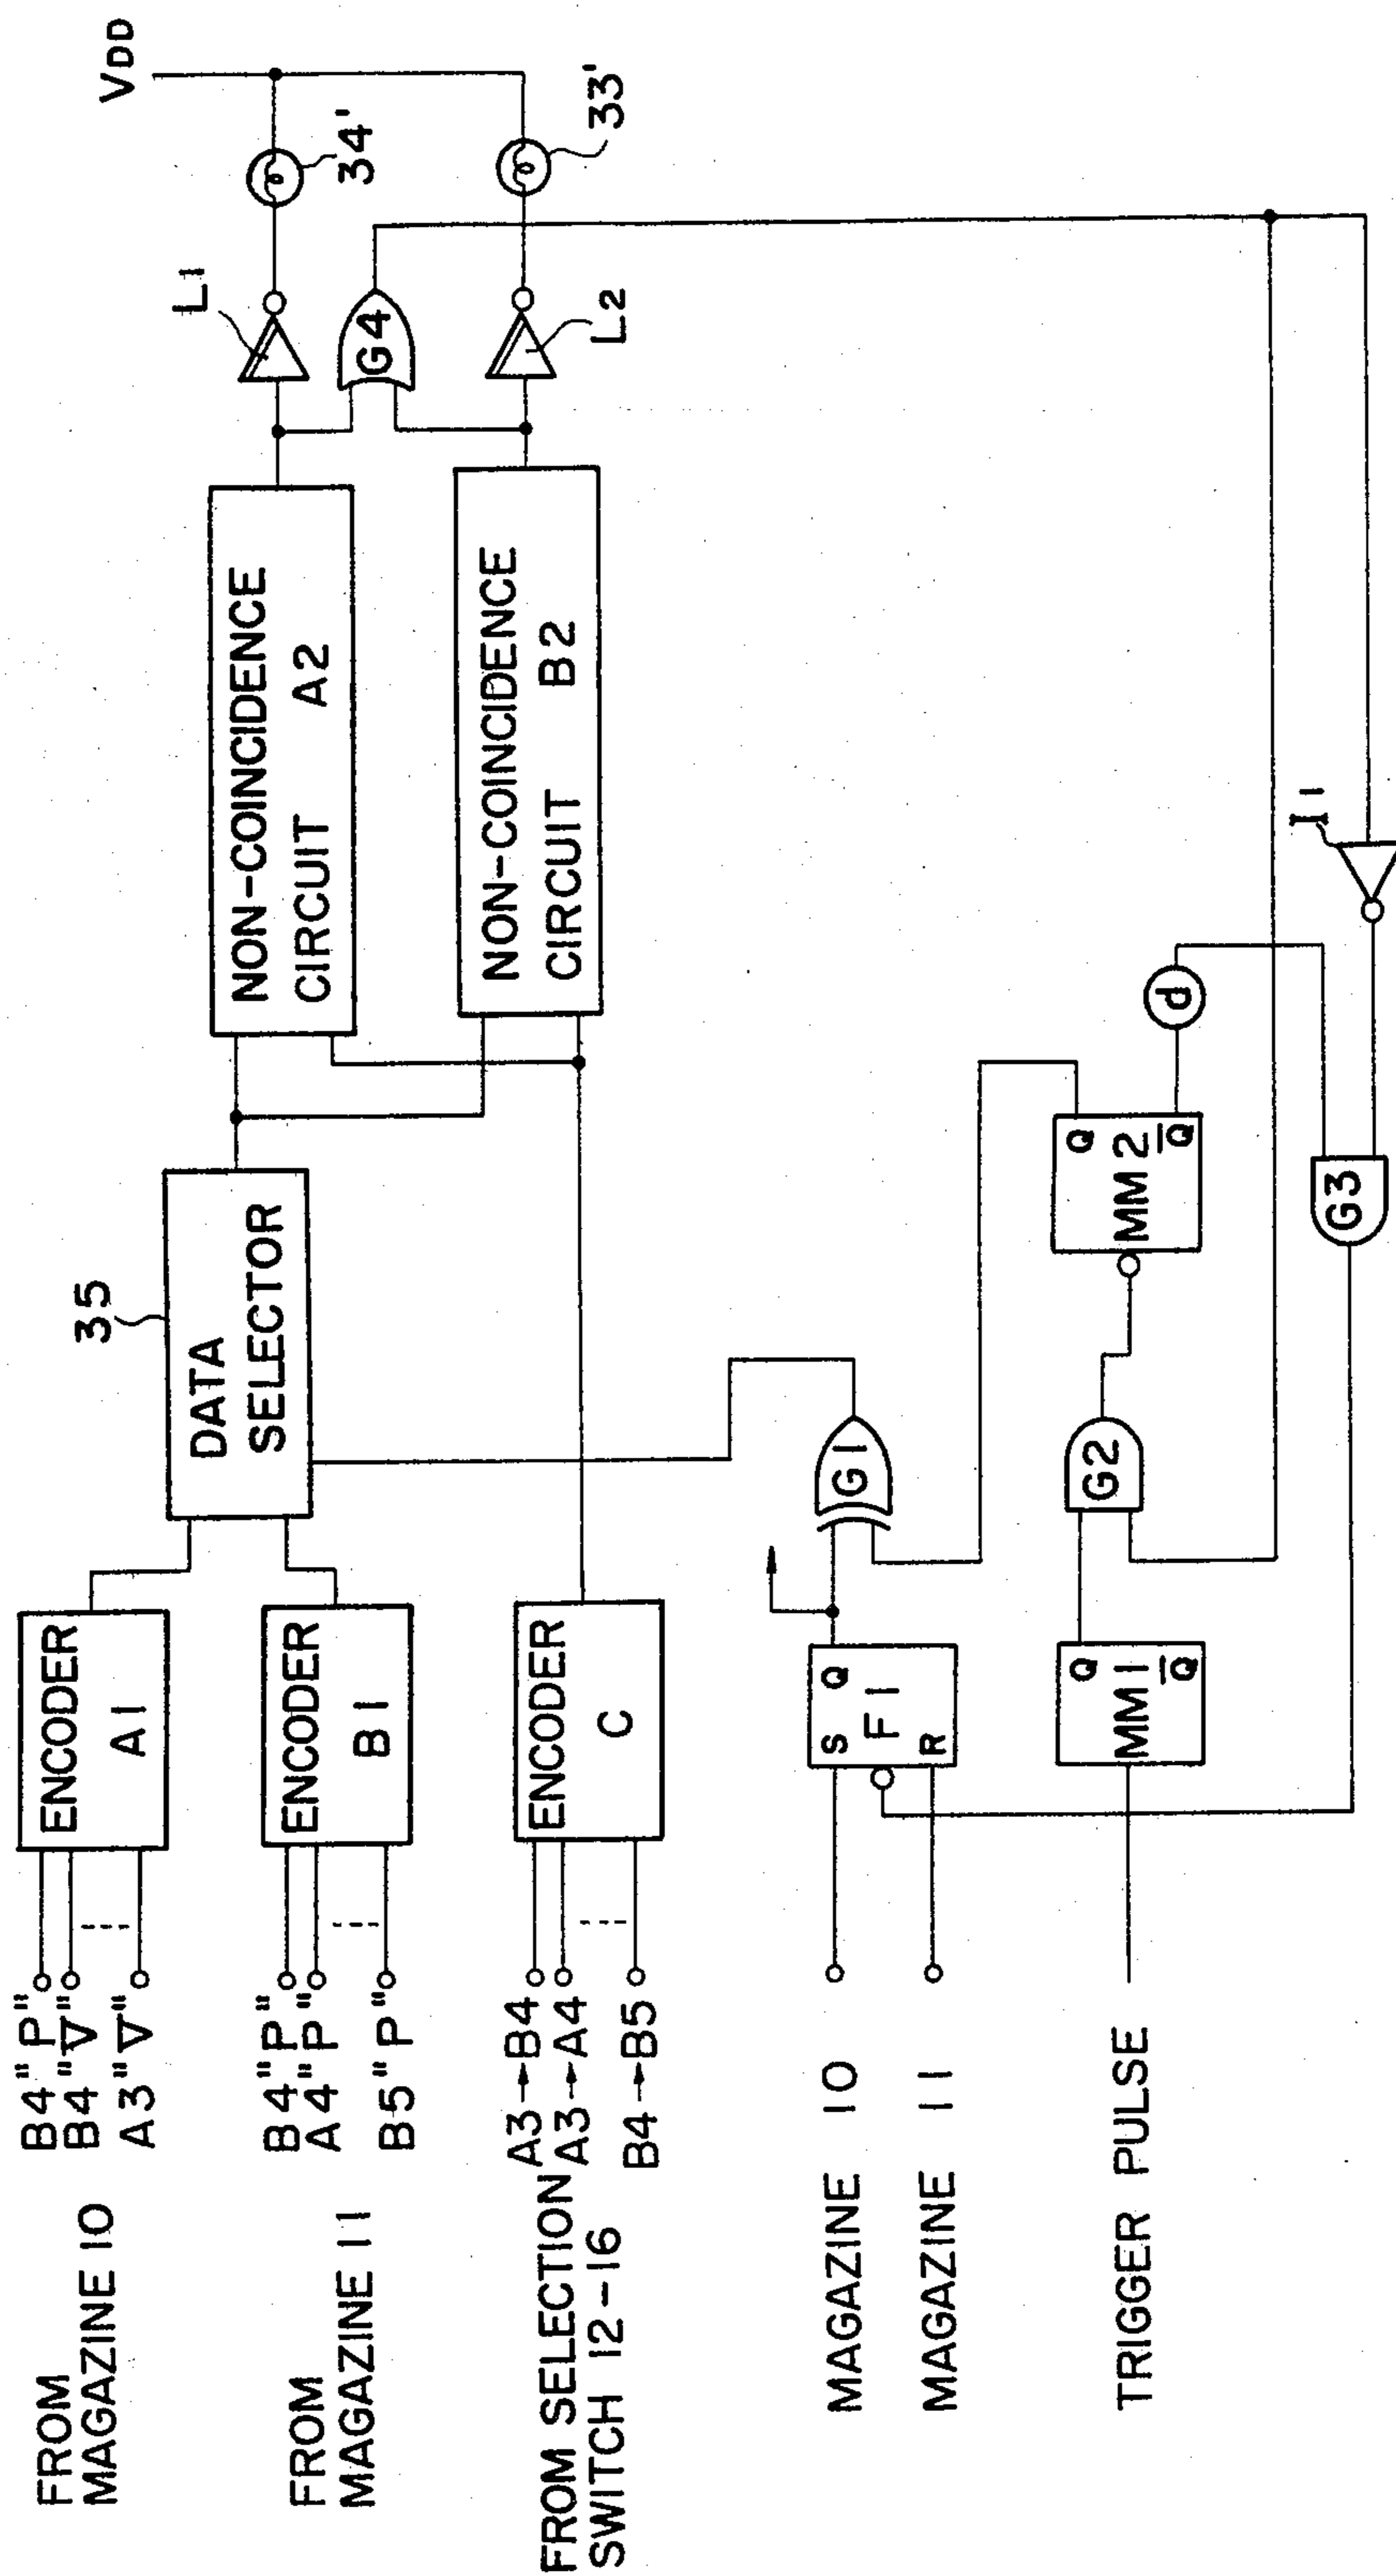 FROM
MAGAZINE 10
B4"P"
B4"V"
A3"V"
ENCODER
A1
FROM
MAGAZINE 11
B4"P"
A4"P"
B5"P"
ENCODER
B1
FROM SELECTION
SWITCH 12-16
A3→B4
A3→A4
B4→B5
ENCODER
C
35
DATA
SELECTOR
NON-COINCIDENCE
CIRCUIT A2
NON-COINCIDENCE
CIRCUIT B2
L1
G4
L2
34'
33'
VDD
MAGAZINE 10
MAGAZINE 11
S Q
F1
R
G1
TRIGGER PULSE
Q
MM1
Q̅
G2
Q
MM2
Q̅
d
G3
I1